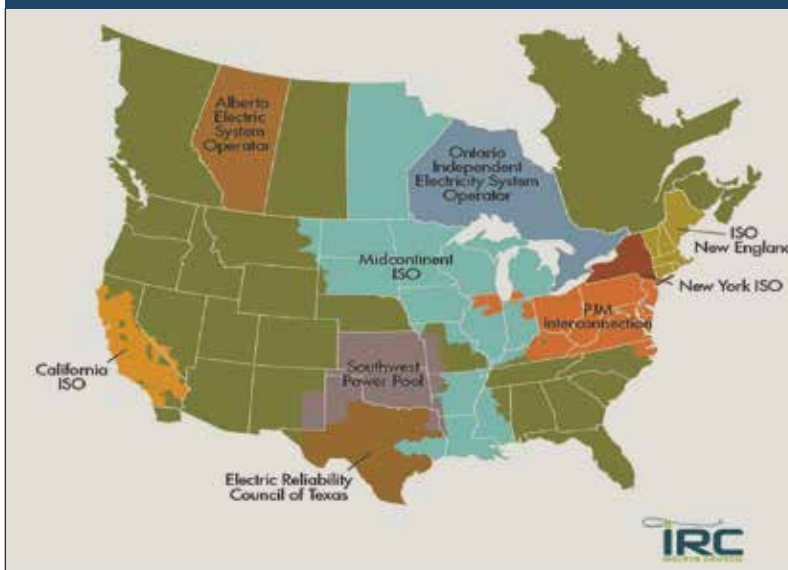 Alberta
Electric
System
Operator
Ontario
Independent
Electricity System
Operator
ISO
New England
Midcontinent
ISO
New York ISO
PJM
Interconnection
California
ISO
Southwest
Power Pool
Electric Reliability
Council of Texas
IRC